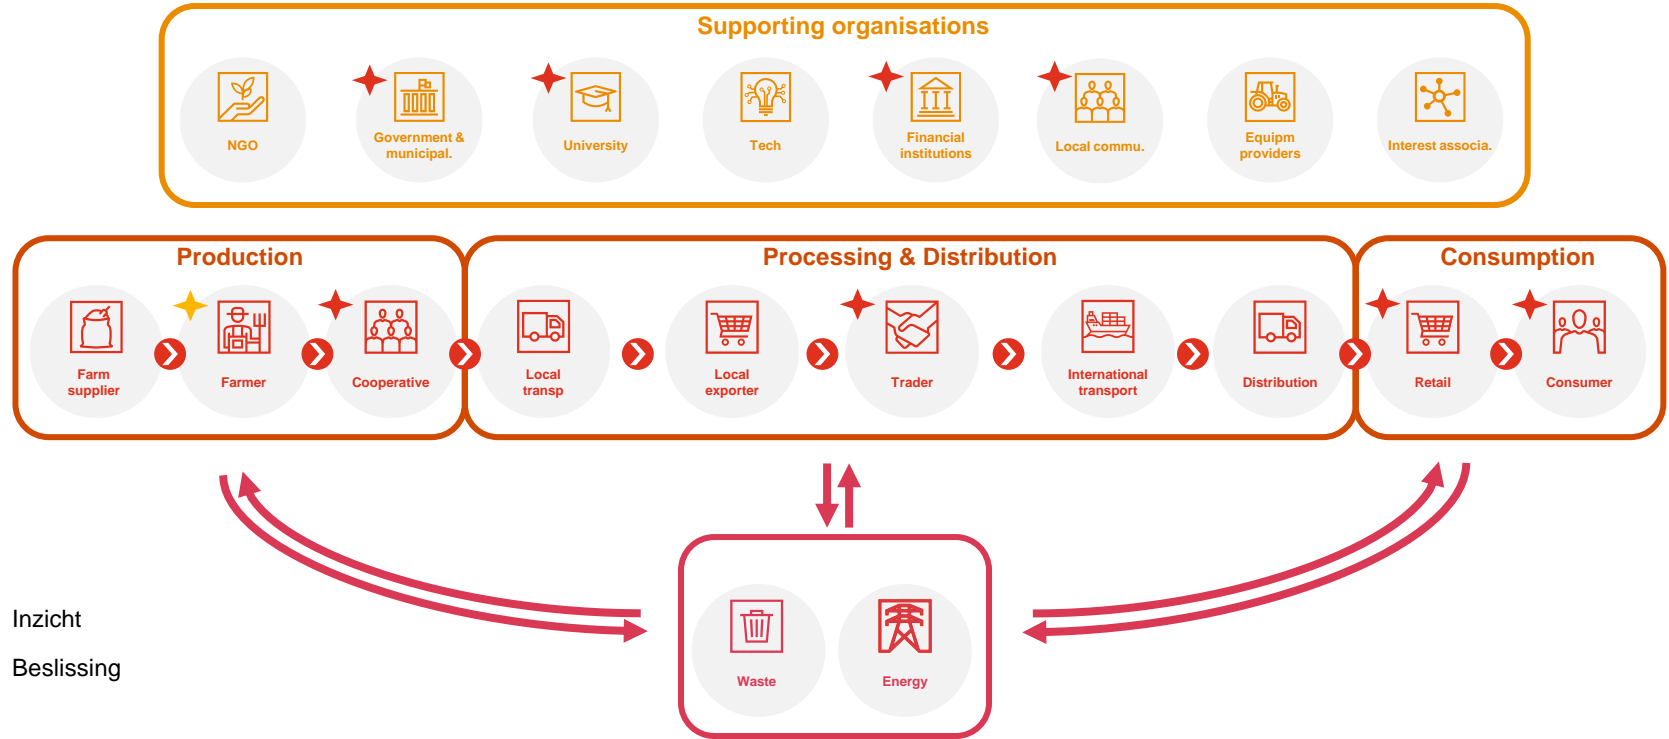 Supporting organisations
NGO
Government &
municipal.
University
Tech
Financial
institutions
Local commu.
Equipm
providers
Interest associa.
Production
Processing & Distribution
Consumption
Farm
supplier
Farmer
Cooperative
Local
transp
Local
exporter
Trader
International
transport
Distribution
Retail
Consumer
Inzicht
Beslissing
Waste
Energy